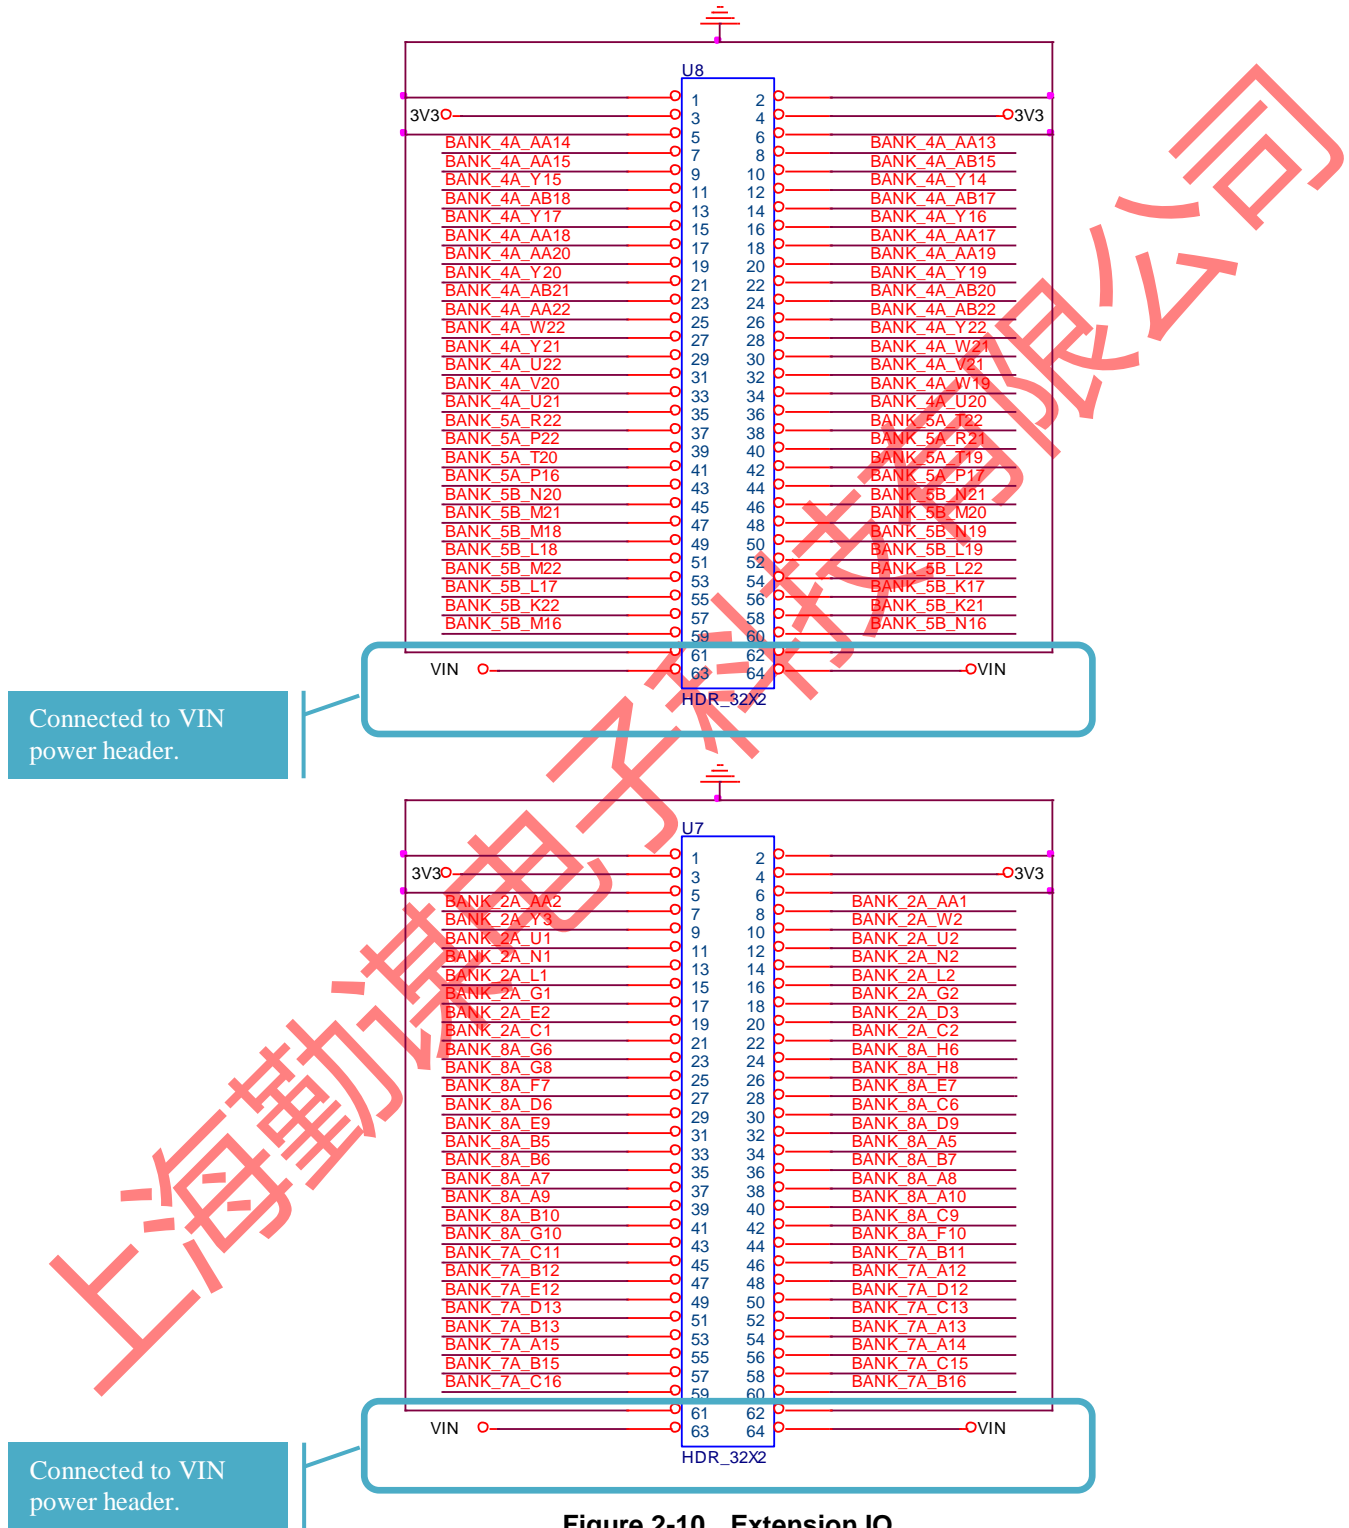 U8
1 2
3V3 3 4 3V3
5 6
BANK_4A_AA14 7 8 BANK_4A_AA13
BANK_4A_AA15 9 10 BANK_4A_AB15
BANK_4A_Y15 11 12 BANK_4A_Y14
BANK_4A_AB18 13 14 BANK_4A_AB17
BANK_4A_Y17 15 16 BANK_4A_Y16
BANK_4A_AA18 17 18 BANK_4A_AA17
BANK_4A_AA20 19 20 BANK_4A_AA19
BANK_4A_Y20 21 22 BANK_4A_Y19
BANK_4A_AB21 23 24 BANK_4A_AB20
BANK_4A_AA22 25 26 BANK_4A_AB22
BANK_4A_W22 27 28 BANK_4A_Y22
BANK_4A_Y21 29 30 BANK_4A_W21
BANK_4A_U22 31 32 BANK_4A_V21
BANK_4A_V20 33 34 BANK_4A_W19
BANK_4A_U21 35 36 BANK_4A_U20
BANK_5A_R22 37 38 BANK_5A_T22
BANK_5A_P22 39 40 BANK_5A_R21
BANK_5A_T20 41 42 BANK_5A_T19
BANK_5A_P16 43 44 BANK_5A_P17
BANK_5B_N20 45 46 BANK_5B_N21
BANK_5B_M21 47 48 BANK_5B_M20
BANK_5B_M18 49 50 BANK_5B_N19
BANK_5B_L18 51 52 BANK_5B_L19
BANK_5B_M22 53 54 BANK_5B_L22
BANK_5B_L17 55 56 BANK_5B_K17
BANK_5B_K22 57 58 BANK_5B_K21
BANK_5B_M16 59 60 BANK_5B_N16
61 62
VIN 63 64 VIN
HDR_32X2
Connected to VIN
power header.
U7
1 2
3V3 3 4 3V3
5 6
BANK_2A_AA2 7 8 BANK_2A_AA1
BANK_2A_Y3 9 10 BANK_2A_W2
BANK_2A_U1 11 12 BANK_2A_U2
BANK_2A_N1 13 14 BANK_2A_N2
BANK_2A_L1 15 16 BANK_2A_L2
BANK_2A_G1 17 18 BANK_2A_G2
BANK_2A_E2 19 20 BANK_2A_D3
BANK_2A_C1 21 22 BANK_2A_C2
BANK_8A_G6 23 24 BANK_8A_H6
BANK_8A_G8 25 26 BANK_8A_H8
BANK_8A_F7 27 28 BANK_8A_E7
BANK_8A_D6 29 30 BANK_8A_C6
BANK_8A_E9 31 32 BANK_8A_D9
BANK_8A_B5 33 34 BANK_8A_A5
BANK_8A_B6 35 36 BANK_8A_B7
BANK_8A_A7 37 38 BANK_8A_A8
BANK_8A_A9 39 40 BANK_8A_A10
BANK_8A_B10 41 42 BANK_8A_C9
BANK_8A_G10 43 44 BANK_8A_F10
BANK_7A_C11 45 46 BANK_7A_B11
BANK_7A_B12 47 48 BANK_7A_A12
BANK_7A_E12 49 50 BANK_7A_D12
BANK_7A_D13 51 52 BANK_7A_C13
BANK_7A_B13 53 54 BANK_7A_A13
BANK_7A_A15 55 56 BANK_7A_A14
BANK_7A_B15 57 58 BANK_7A_C15
BANK_7A_C16 59 60 BANK_7A_B16
61 62
VIN 63 64 VIN
HDR_32X2
Connected to VIN
power header.
Figure 2-10 Extension IO
上海勤谋电子科技有限公司